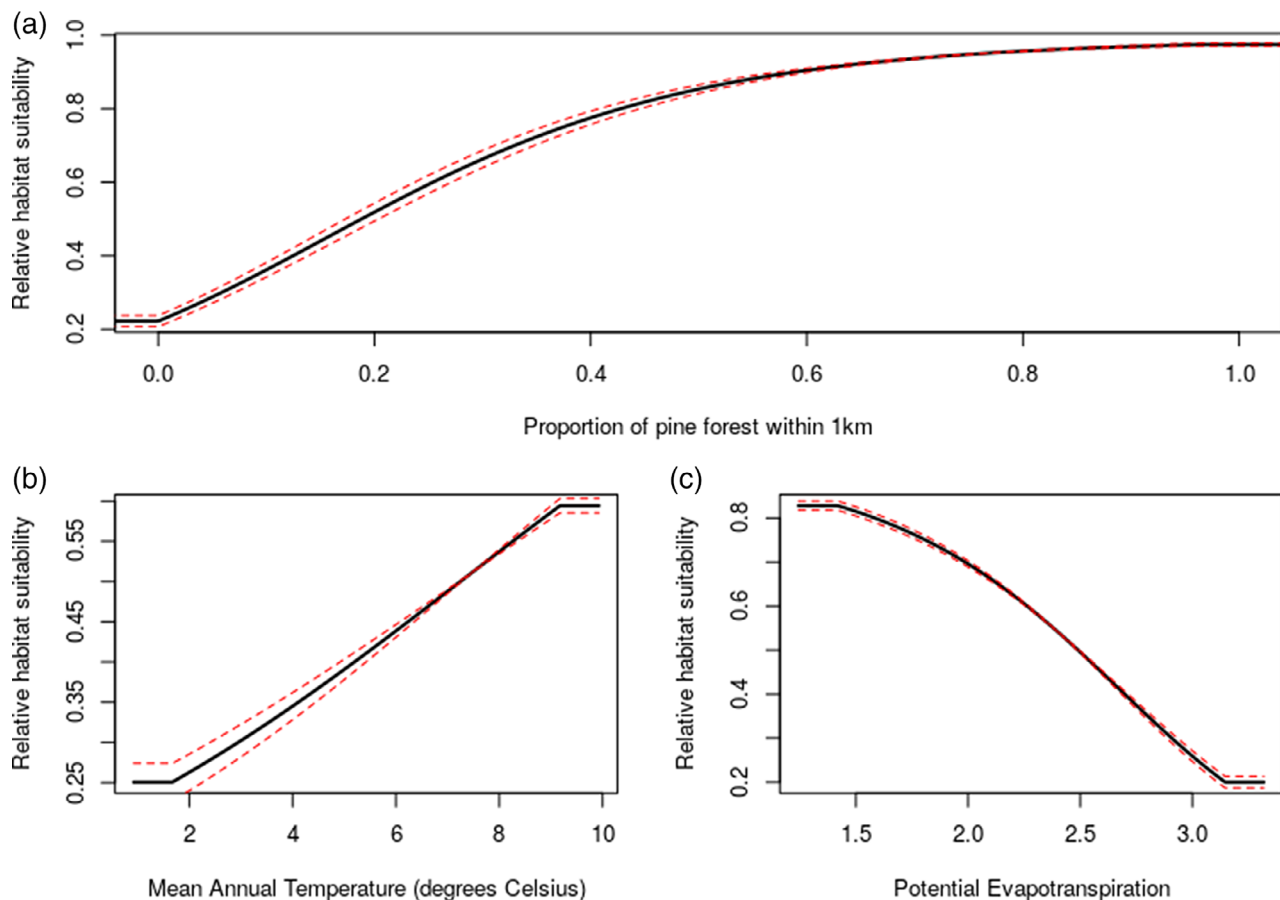 (a)
Relative habitat suitability
1.0
0.8
0.6
0.4
0.2
0.0 0.2 0.4 0.6 0.8 1.0
Proportion of pine forest within 1km
(b)
Relative habitat suitability
0.55
0.45
0.35
0.25
2 4 6 8 10
Mean Annual Temperature (degrees Celsius)
(c)
Relative habitat suitability
0.8
0.6
0.4
0.2
1.5 2.0 2.5 3.0
Potential Evapotranspiration